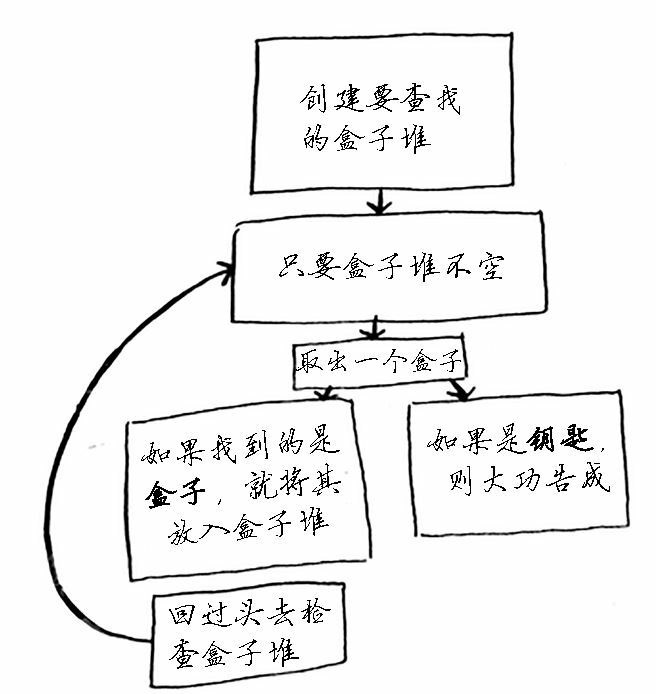 创建要查找
的盒子堆
只要盒子堆不空
取出一个盒子
如果找到的是
盒子，就将其
放入盒子堆
如果是钥匙，
则大功告成
回过头去检
查盒子堆